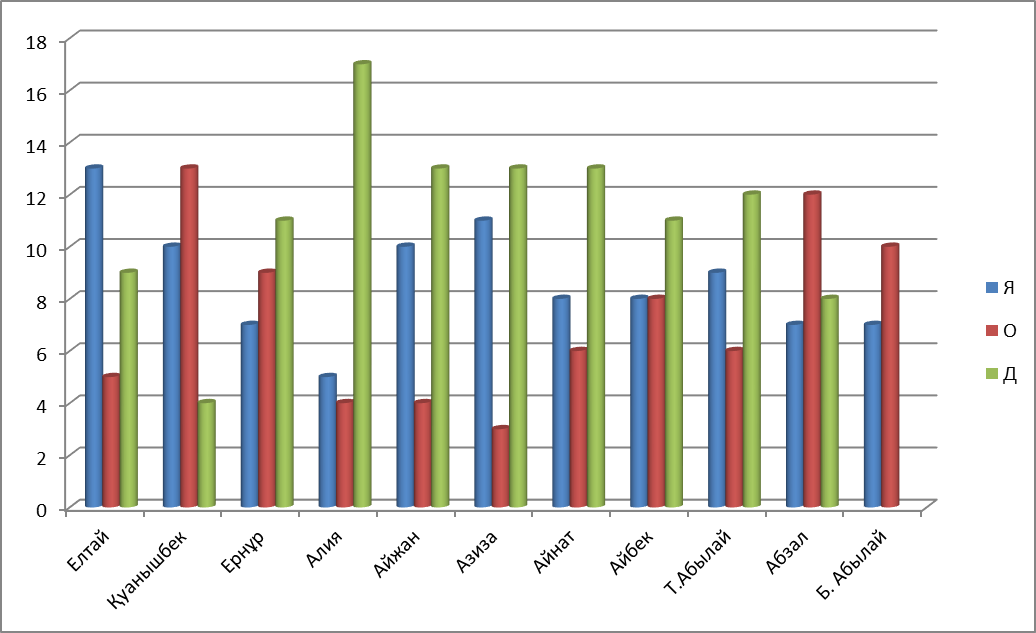 18
16
14
12
10
8
6
4
2
0
Елтай
Қуанышбек
Ернұр
Алия
Айжан
Азиза
Айнат
Айбек
Т.Абылай
Абзал
Б. Абылай
Я
О
Д